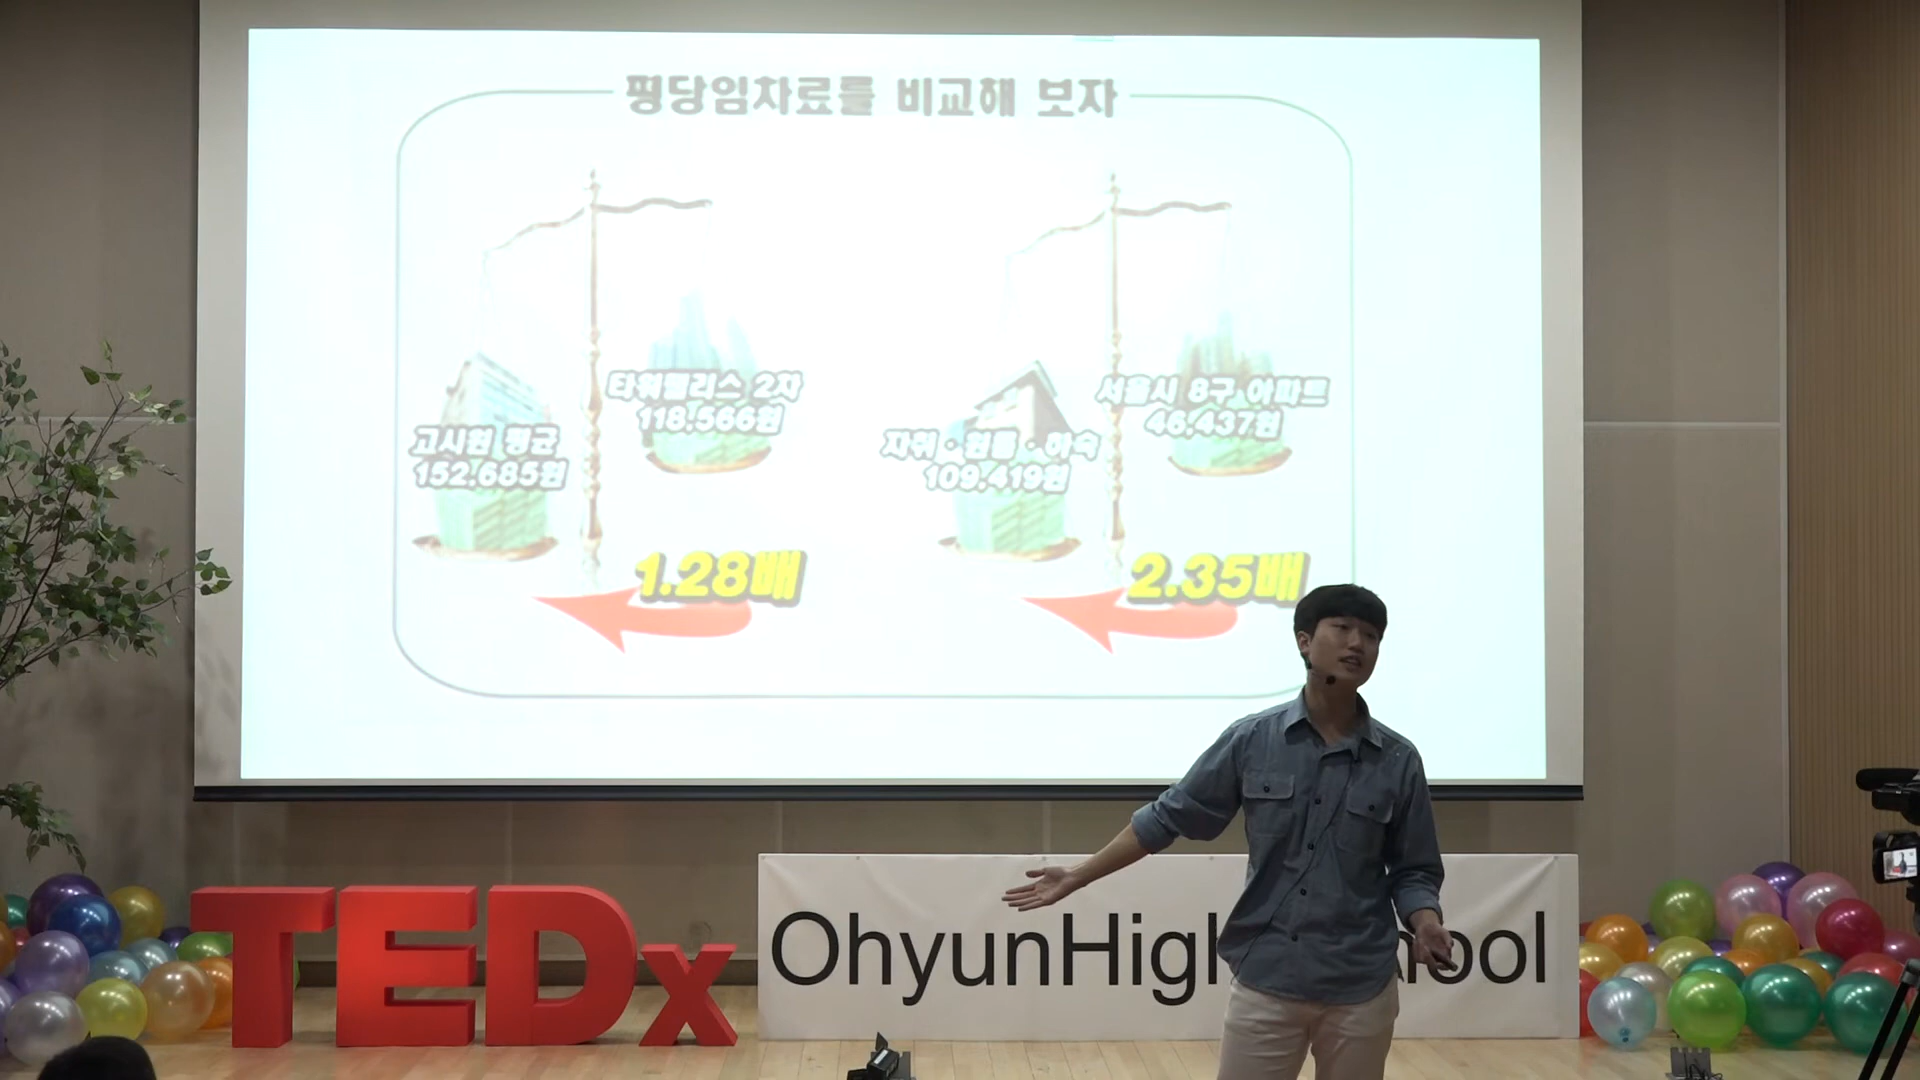 평당임차료를 비교해 보자
타워팰리스 2차
118,566원
고시원 평균
152,685원
1.28배
서울시 8구 아파트
46,437원
자취·원룸·하숙
109,419원
2.35배
TEDx
OhyunHigh ool